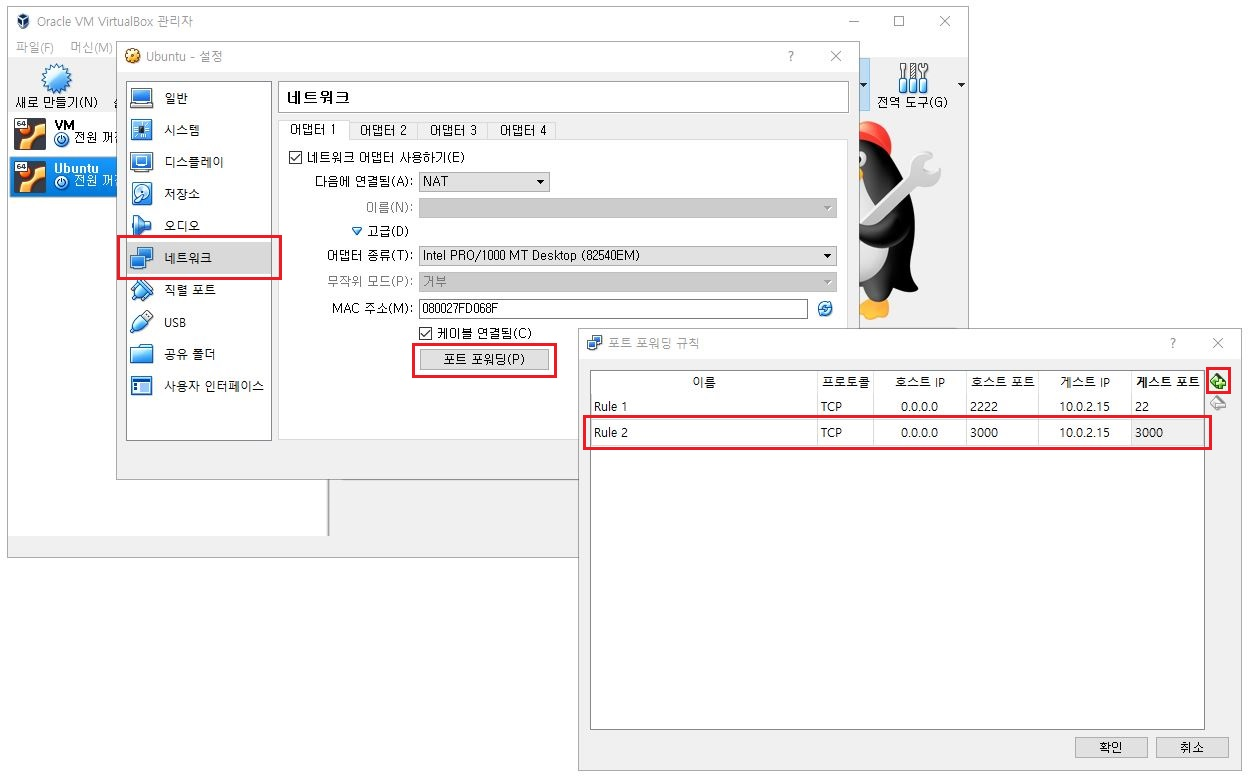 Oracle VM VirtualBox 관리자
파일(F) 머신(M)
새로 만들기(N)
전역 도구(G)
64 VM
전원 꺼
64 Ubuntu
전원 꺼
Ubuntu - 설정 ?
일반
시스템
디스플레이
저장소
오디오
네트워크
직렬 포트
USB
공유 폴더
사용자 인터페이스
네트워크
어댑터 1 어댑터 2 어댑터 3 어댑터 4
네트워크 어댑터 사용하기(E)
다음에 연결됨(A): NAT
이름(N):
고급(D)
어댑터 종류(T): Intel PRO/1000 MT Desktop (82540EM)
무작위 모드(P): 거부
MAC 주소(M): 080027FD068F
케이블 연결됨(C)
포트 포워딩(P)
포트 포워딩 규칙 ?
이름 프로토콜 호스트 IP 호스트 포트 게스트 IP 게스트 포트
Rule 1 TCP 0.0.0.0 2222 10.0.2.15 22
Rule 2 TCP 0.0.0.0 3000 10.0.2.15 3000
확인 취소